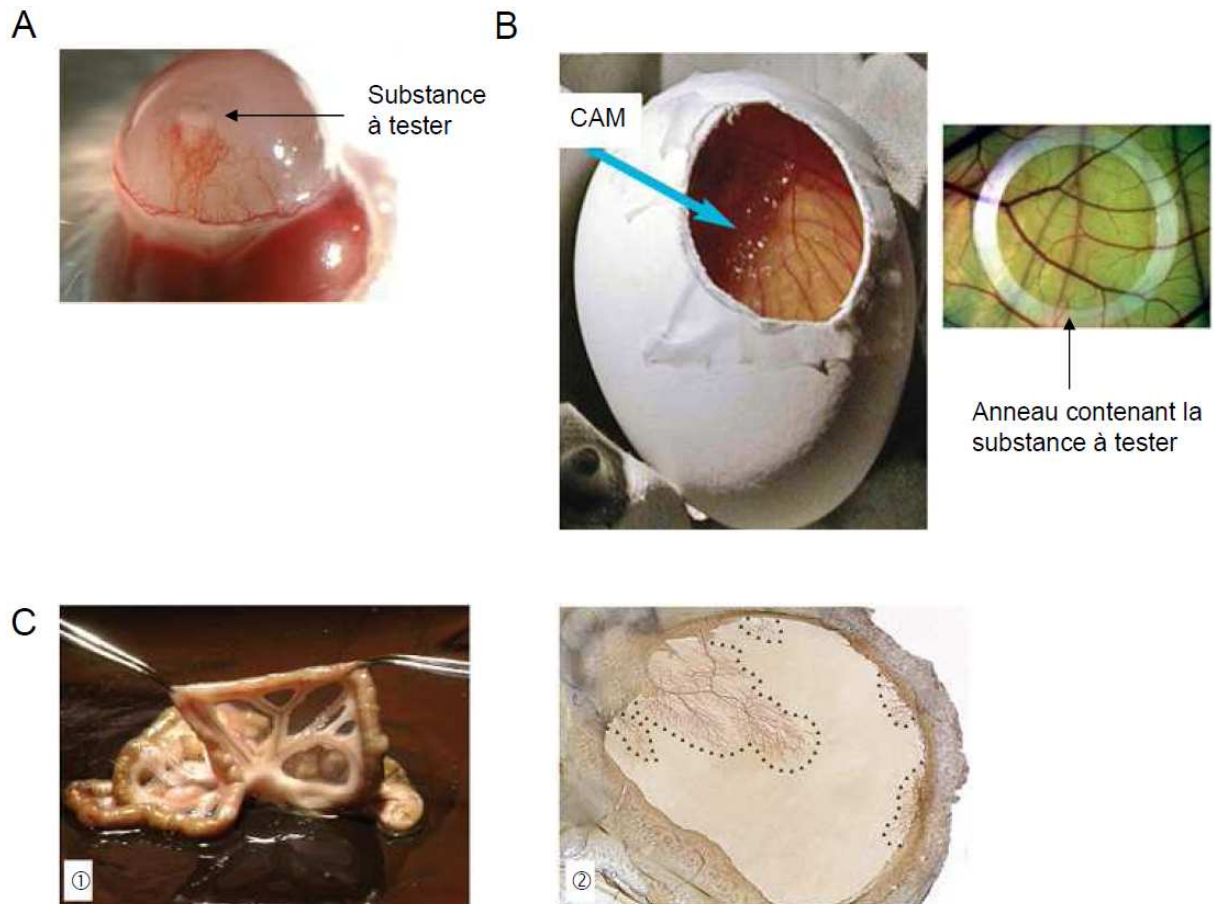 A
Substance
à tester
B
CAM
Anneau contenant la
substance à tester
C
①
②